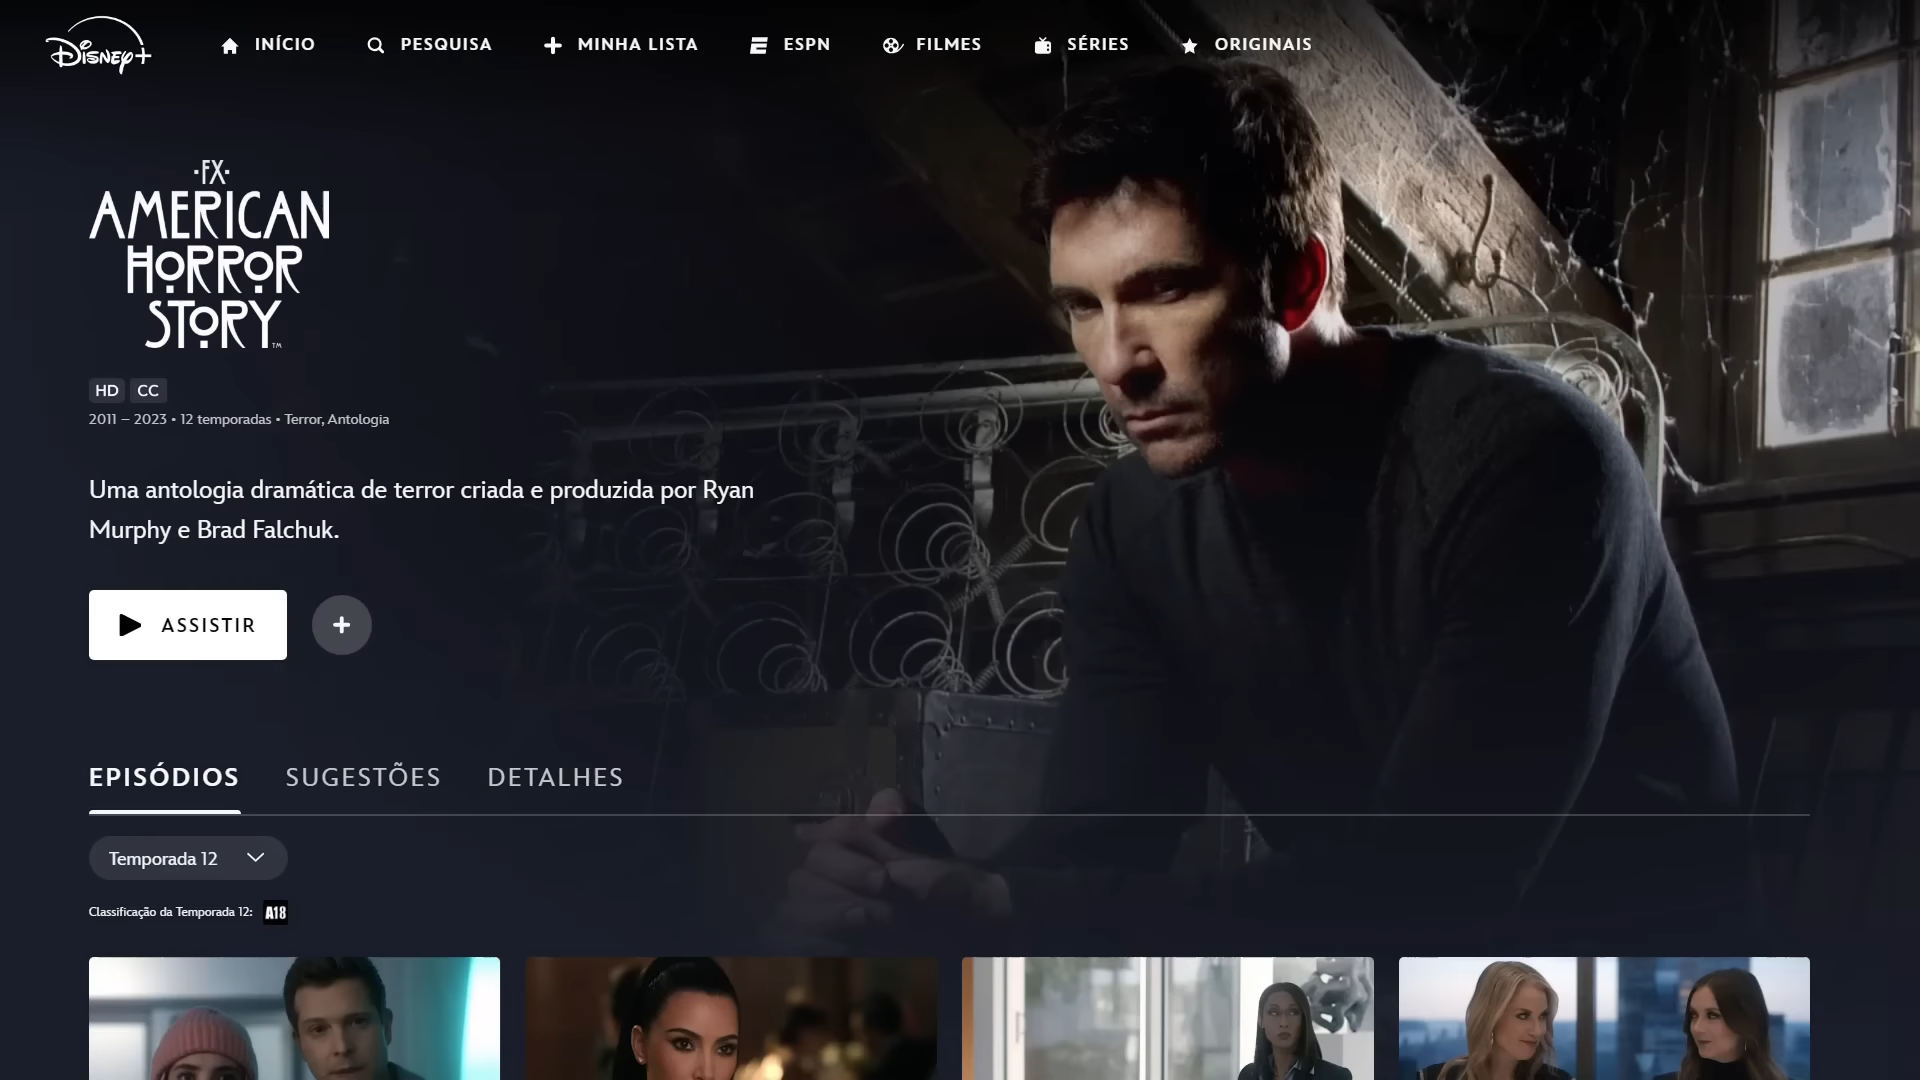 Disney+
INÍCIO
PESQUISA
MINHA LISTA
ESPN
FILMES
SÉRIES
ORIGINAIS
·FX·
AMERICAN
HORROR
STORY™
HD CC
2011 – 2023 • 12 temporadas • Terror, Antologia
Uma antologia dramática de terror criada e produzida por Ryan
Murphy e Brad Falchuk.
ASSISTIR
EPISÓDIOS
SUGESTÕES
DETALHES
Temporada 12
Classificação da Temporada 12: A18